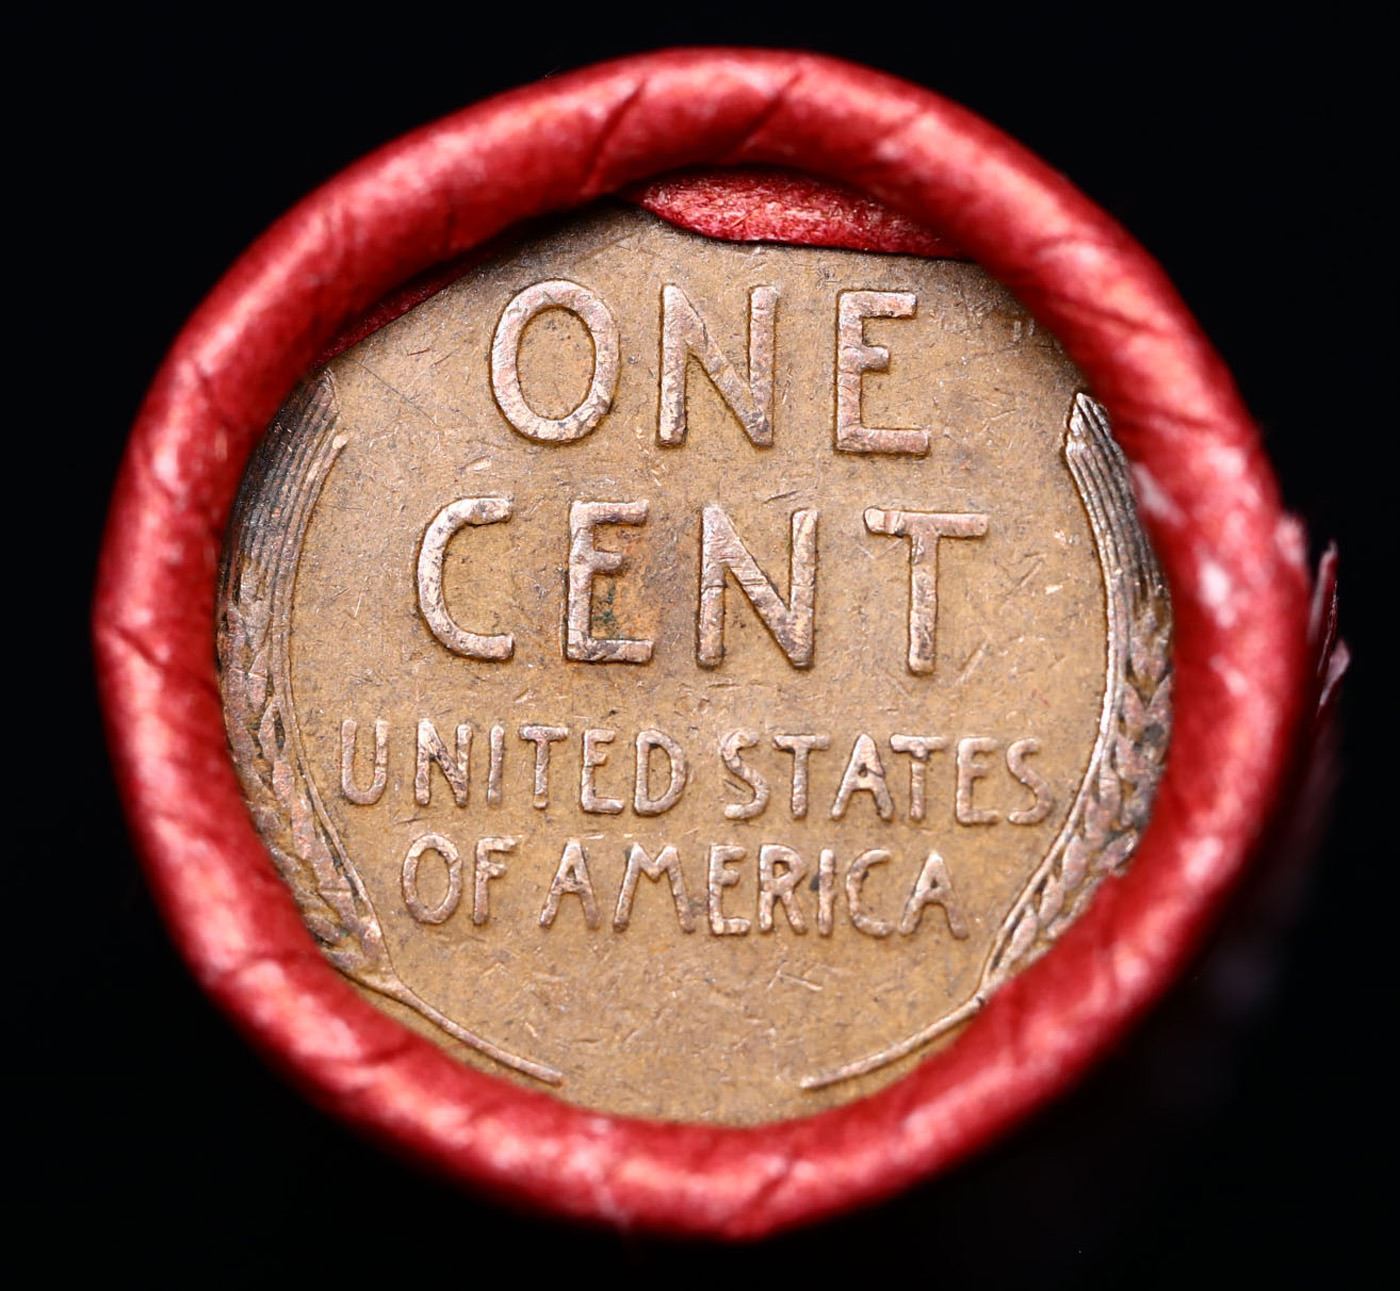 ONE
CENT
UNITED STATES
OF AMERICA